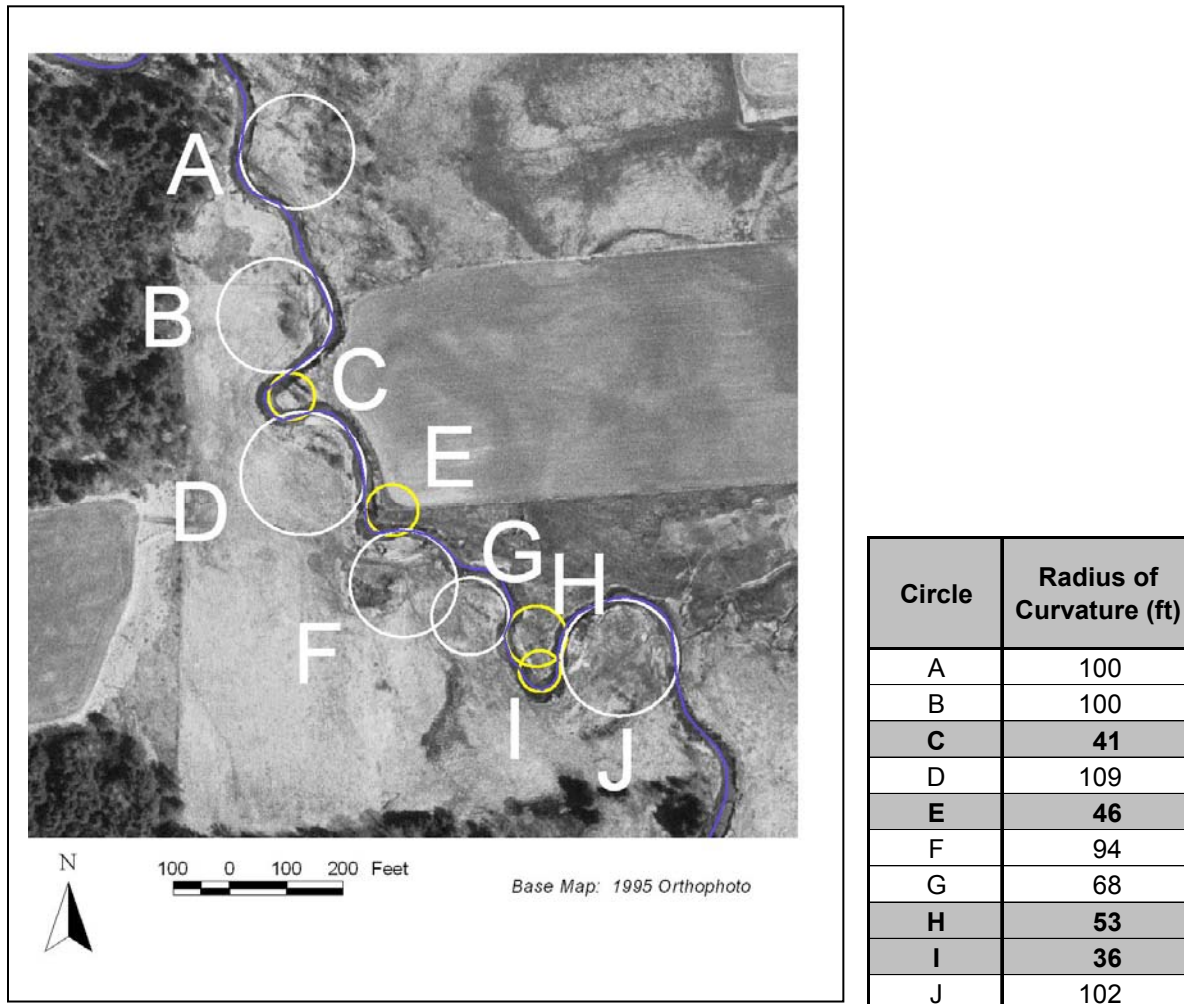 A
B
C
D
E
F
G
H
I
J
N
100 0 100 200 Feet
Base Map: 1995 Orthophoto
Circle Radius of Curvature (ft)
A 100
B 100
C 41
D 109
E 46
F 94
G 68
H 53
I 36
J 102